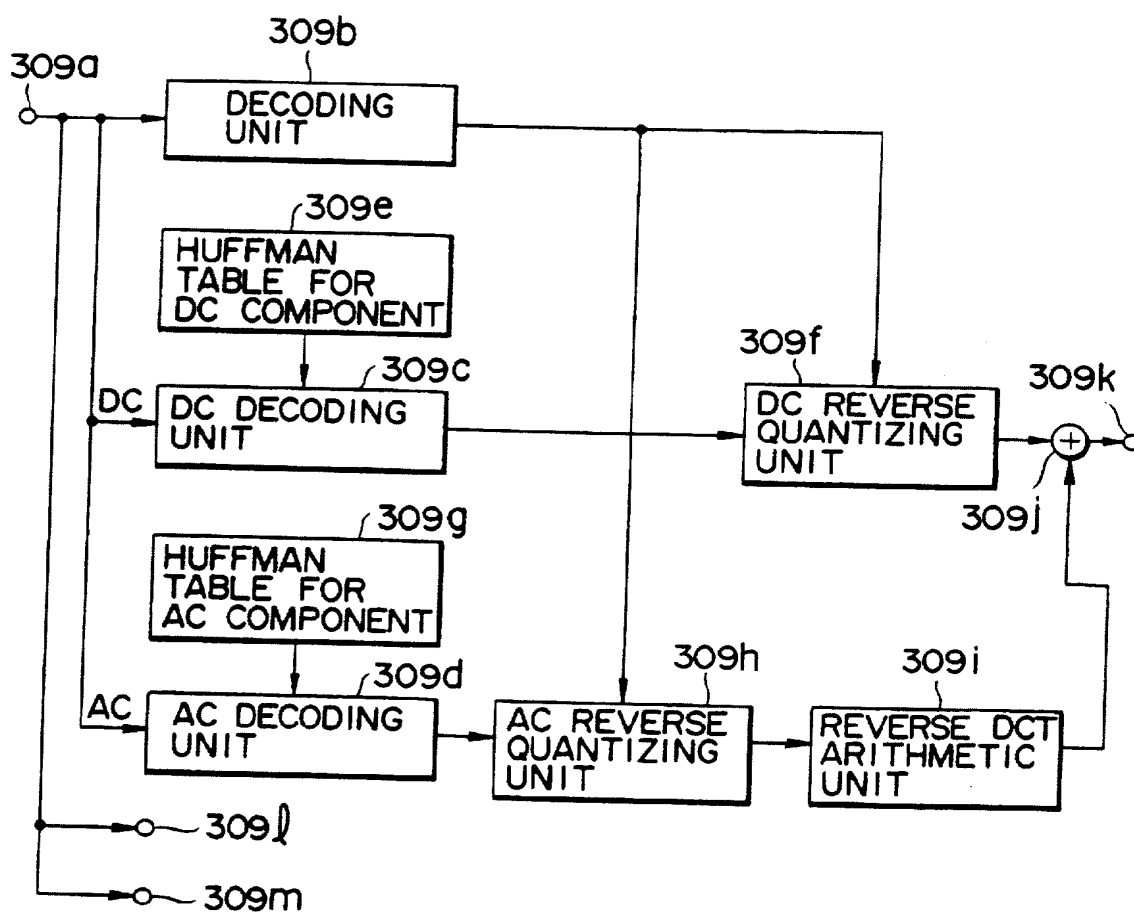 309b
309a
DECODING
UNIT
309e
HUFFMAN
TABLE FOR
DC COMPONENT
309f
309c
309k
DC
DC DECODING
UNIT
DC REVERSE
QUANTIZING
UNIT
+
309j
309g
HUFFMAN
TABLE FOR
AC COMPONENT
309h
309i
309d
AC
AC DECODING
UNIT
AC REVERSE
QUANTIZING
UNIT
REVERSE DCT
ARITHMETIC
UNIT
309l
309m